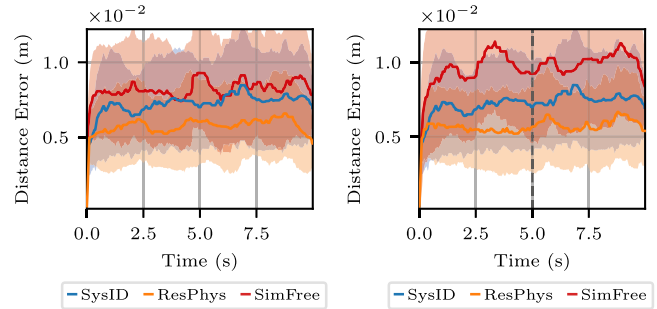 ×10⁻²
1.0
0.5
Distance Error (m)
0.0 2.5 5.0 7.5
Time (s)
SysID ResPhys SimFree
×10⁻²
1.0
0.5
Distance Error (m)
0.0 2.5 5.0 7.5
Time (s)
SysID ResPhys SimFree